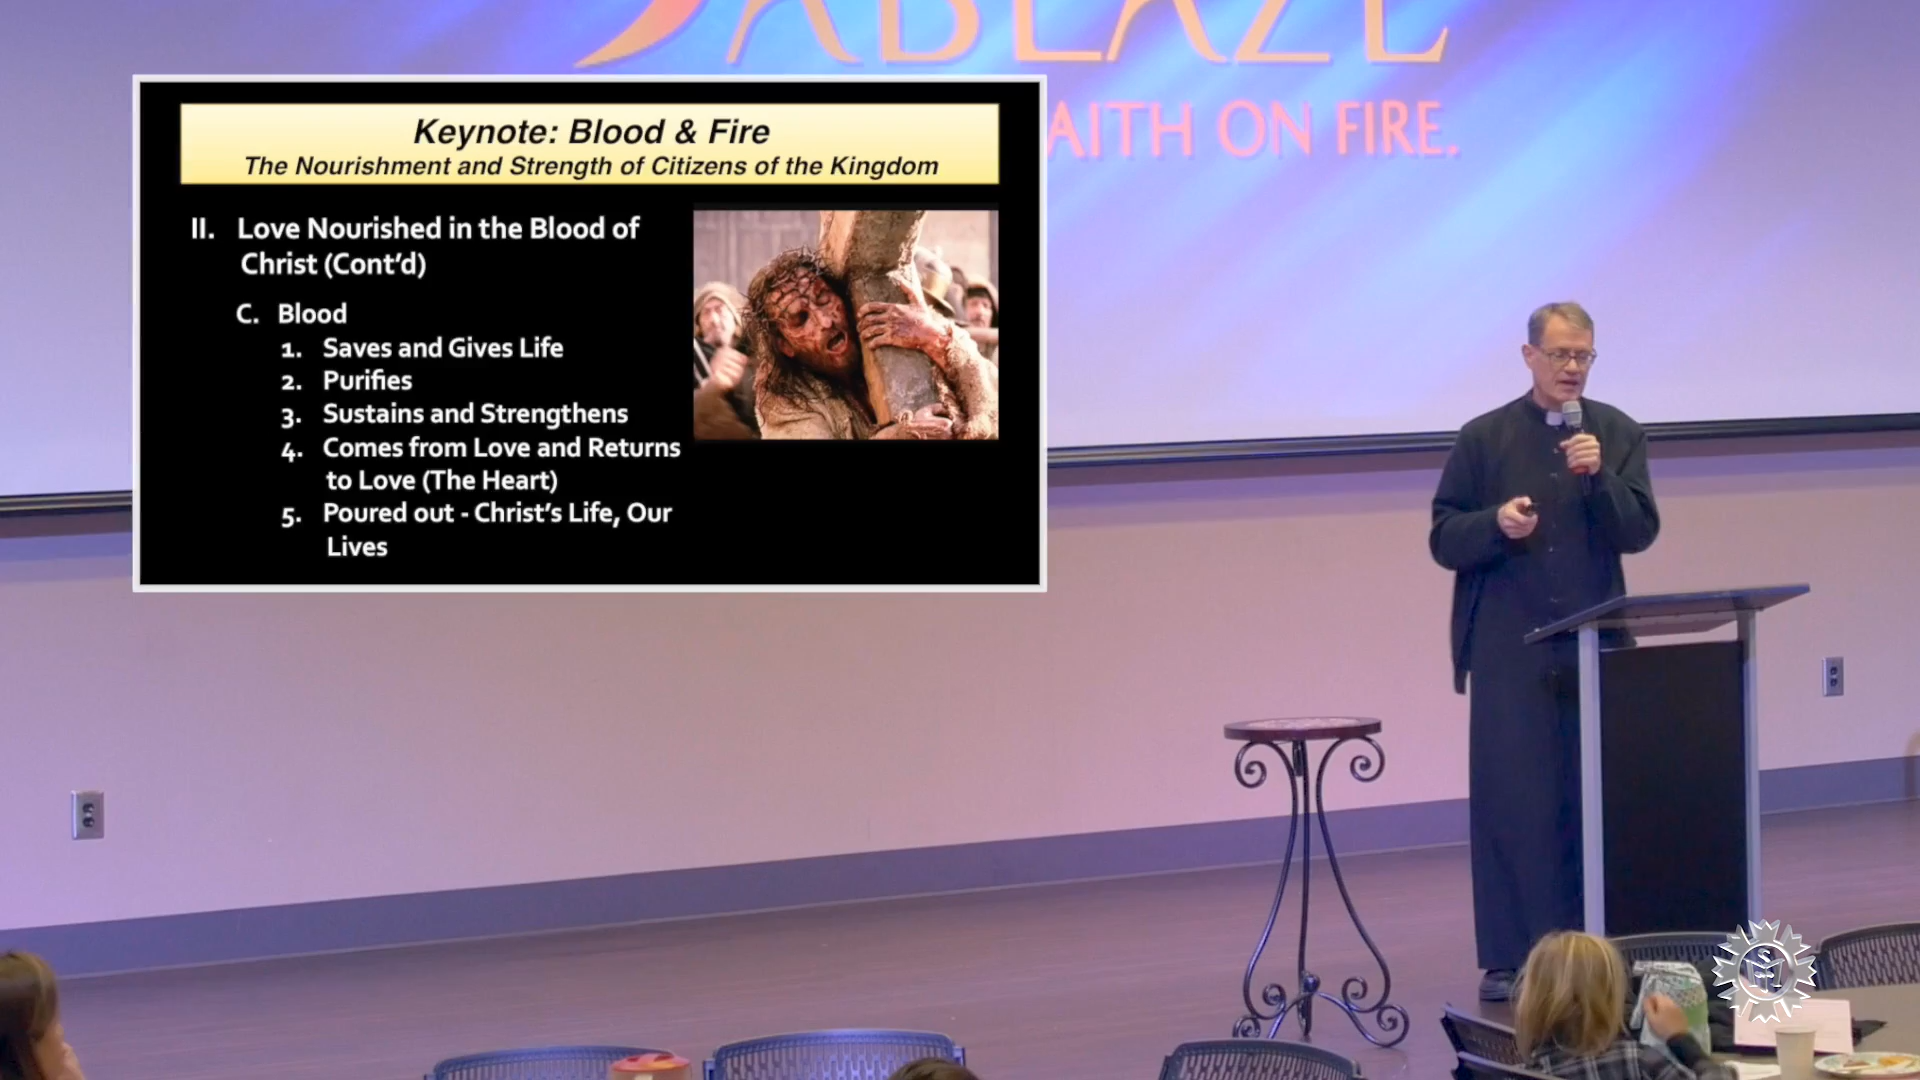 ABLAZE
AITH ON FIRE.
Keynote: Blood & Fire
The Nourishment and Strength of Citizens of the Kingdom
II. Love Nourished in the Blood of
Christ (Cont'd)
C. Blood
1. Saves and Gives Life
2. Purifies
3. Sustains and Strengthens
4. Comes from Love and Returns
to Love (The Heart)
5. Poured out - Christ's Life, Our
Lives